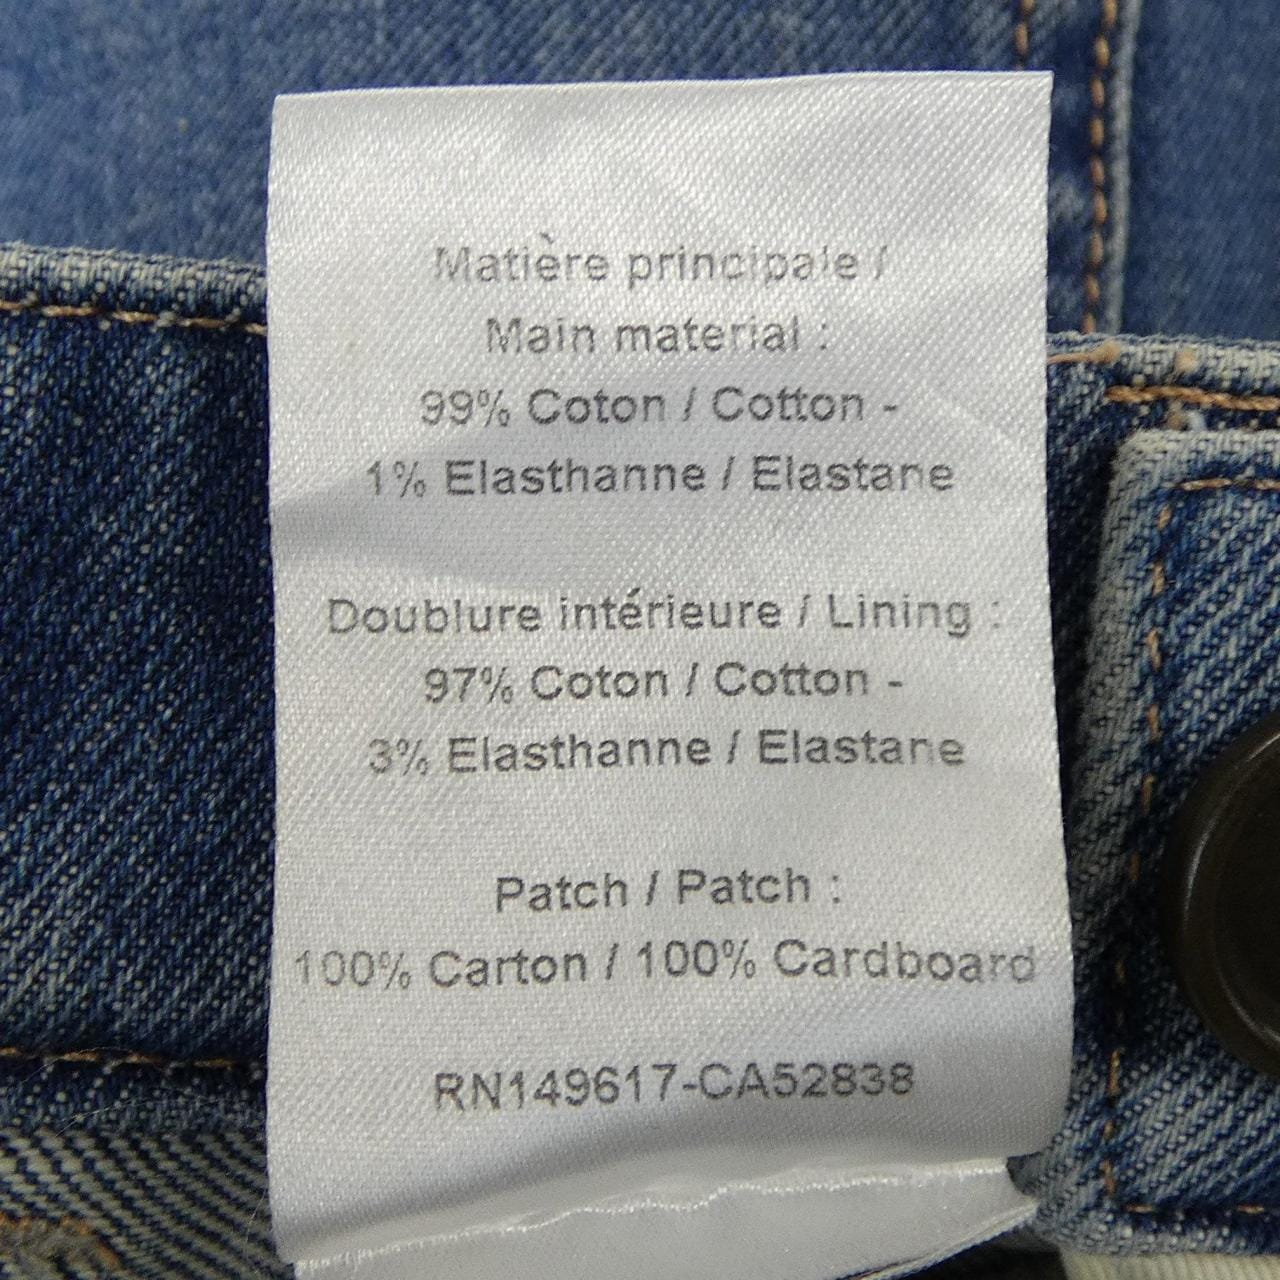 Matière principale /
Main material :
99% Coton / Cotton -
1% Elasthanne / Elastane
Doublure intérieure / Lining :
97% Coton / Cotton -
3% Elasthanne / Elastane
Patch / Patch :
100% Carton / 100% Cardboard
RN149617-CA52838